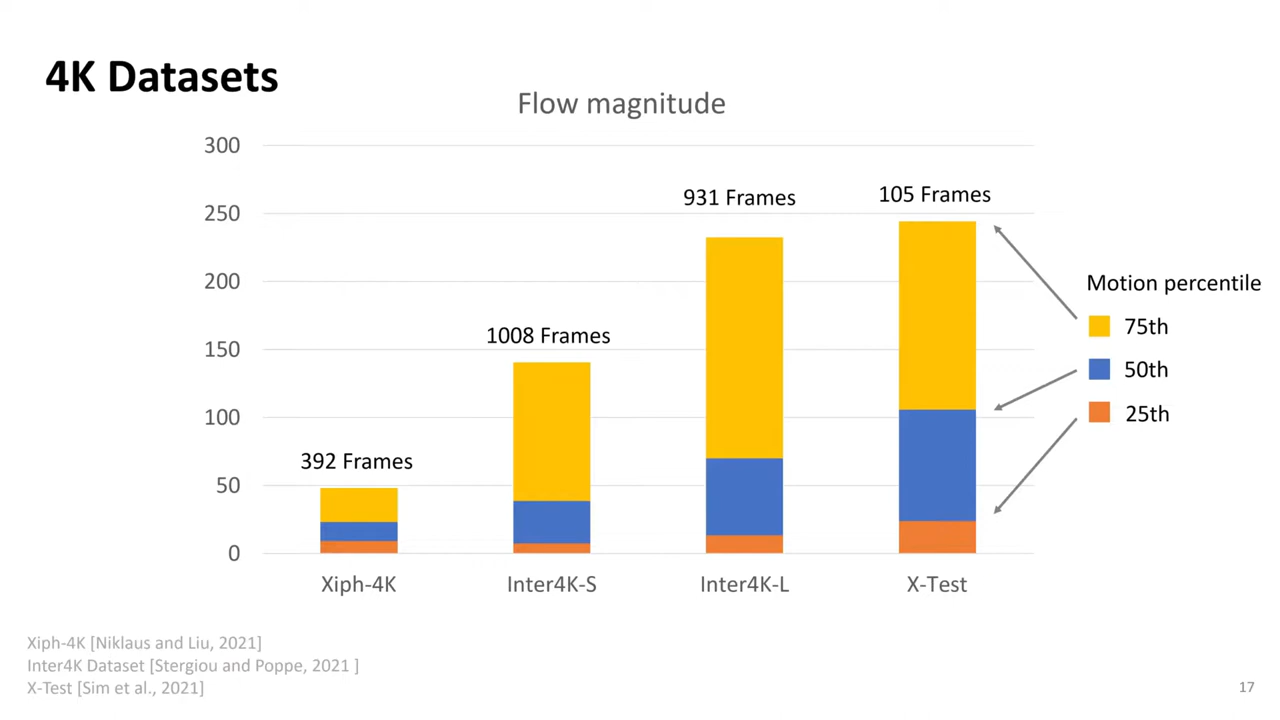 4K Datasets
Flow magnitude
300
250
200
150
100
50
0
392 Frames
1008 Frames
931 Frames
105 Frames
Xiph-4K
Inter4K-S
Inter4K-L
X-Test
Motion percentile
75th
50th
25th
Xiph-4K [Niklaus and Liu, 2021]
Inter4K Dataset [Stergiou and Poppe, 2021 ]
X-Test [Sim et al., 2021]
17